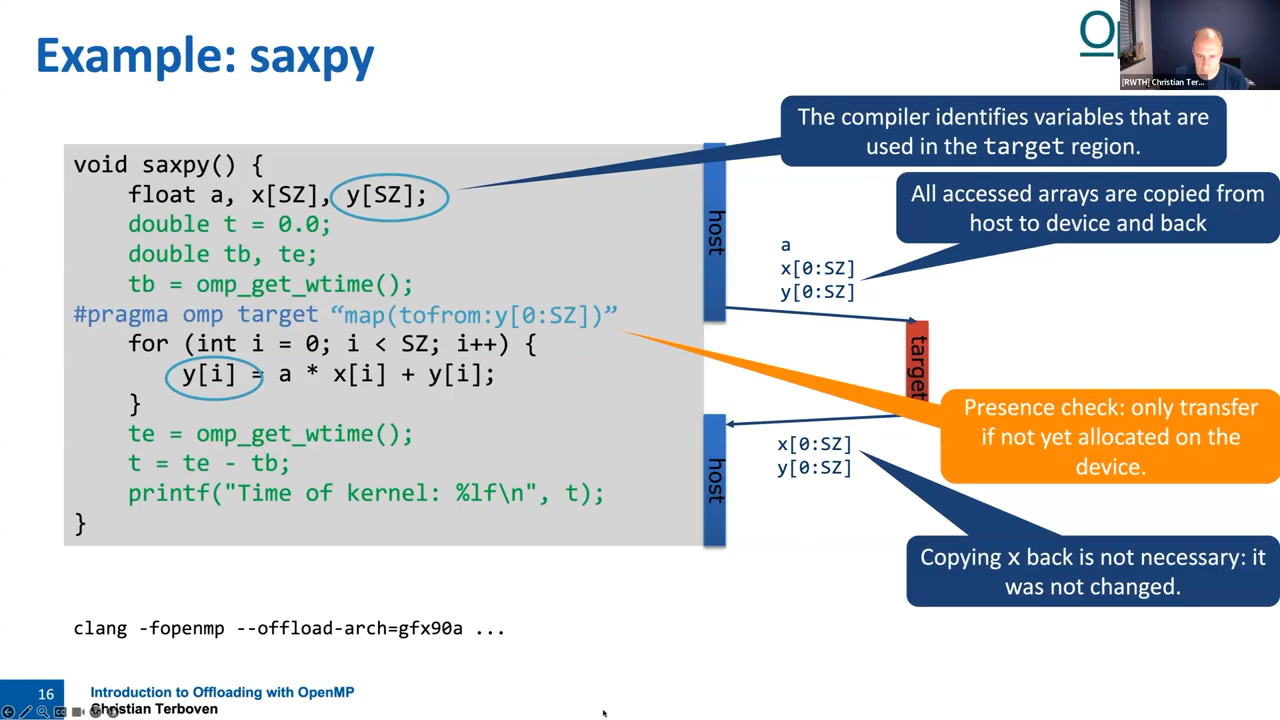 Example: saxpy
[RWTH] Christian Ter...
The compiler identifies variables that are
used in the target region.
void saxpy() {
float a, x[SZ], y[SZ];
double t = 0.0;
double tb, te;
tb = omp_get_wtime();
#pragma omp target "map(tofrom:y[0:SZ])"
for (int i = 0; i < SZ; i++) {
y[i] = a * x[i] + y[i];
}
te = omp_get_wtime();
t = te - tb;
printf("Time of kernel: %lf\n", t);
}
host
All accessed arrays are copied from
host to device and back
a
x[0:SZ]
y[0:SZ]
target
Presence check: only transfer
if not yet allocated on the
device.
host
x[0:SZ]
y[0:SZ]
Copying x back is not necessary: it
was not changed.
clang -fopenmp --offload-arch=gfx90a ...
16
Introduction to Offloading with OpenMP
Christian Terboven